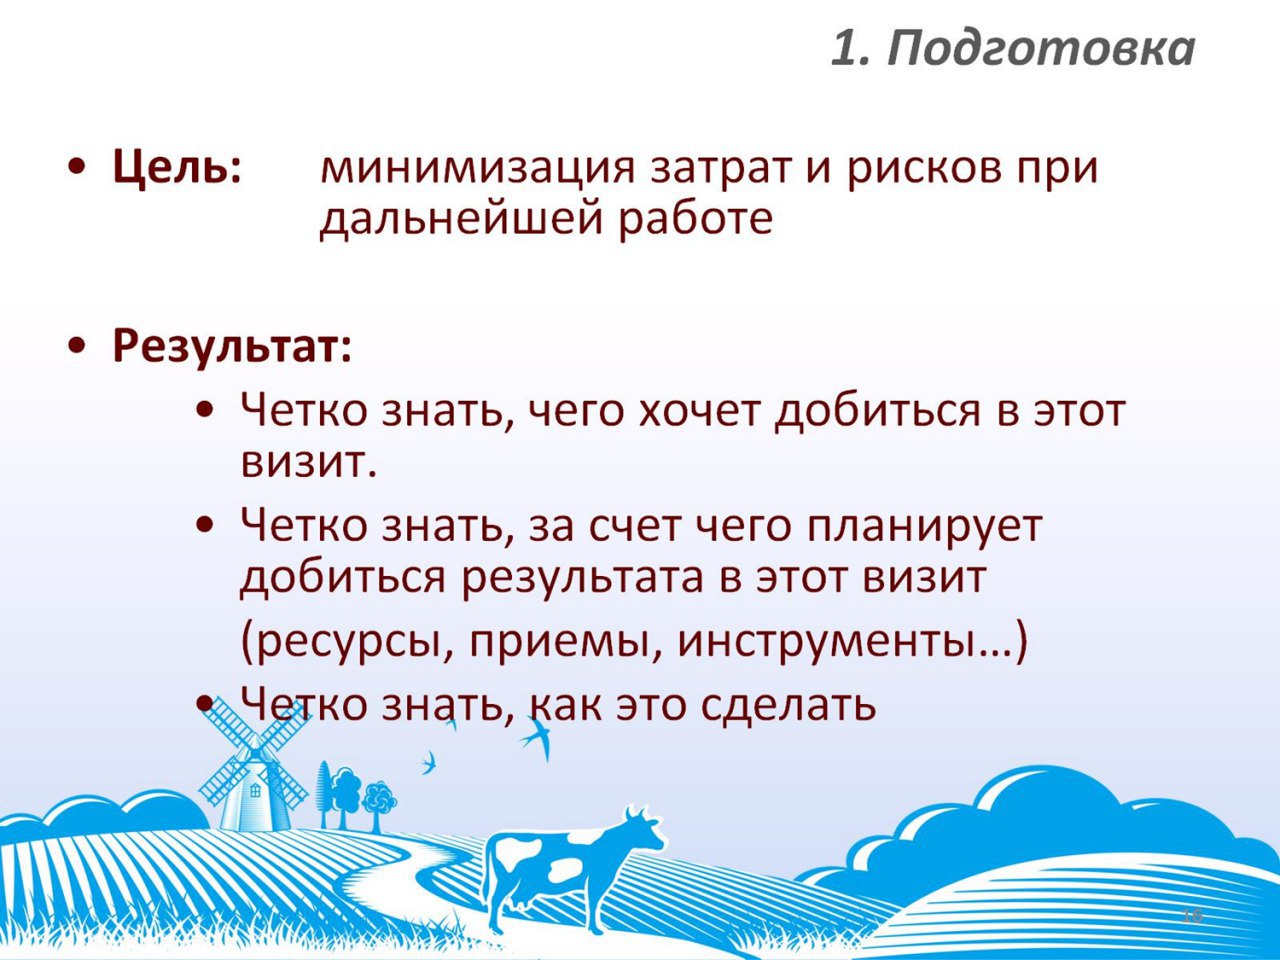 1. Подготовка
• Цель: минимизация затрат и рисков при
дальнейшей работе
• Результат:
• Четко знать, чего хочет добиться в этот
визит.
• Четко знать, за счет чего планирует
добиться результата в этот визит
(ресурсы, приемы, инструменты...)
• Четко знать, как это сделать
16